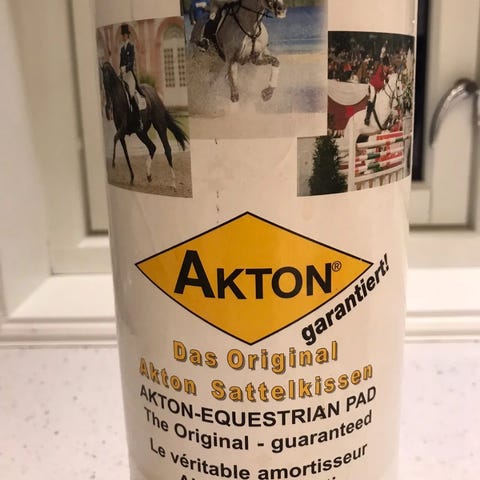 AKTON®
garantiert!
Das Original
Akton Sattelkissen
AKTON-EQUESTRIAN PAD
The Original - guaranteed
Le véritable amortisseur